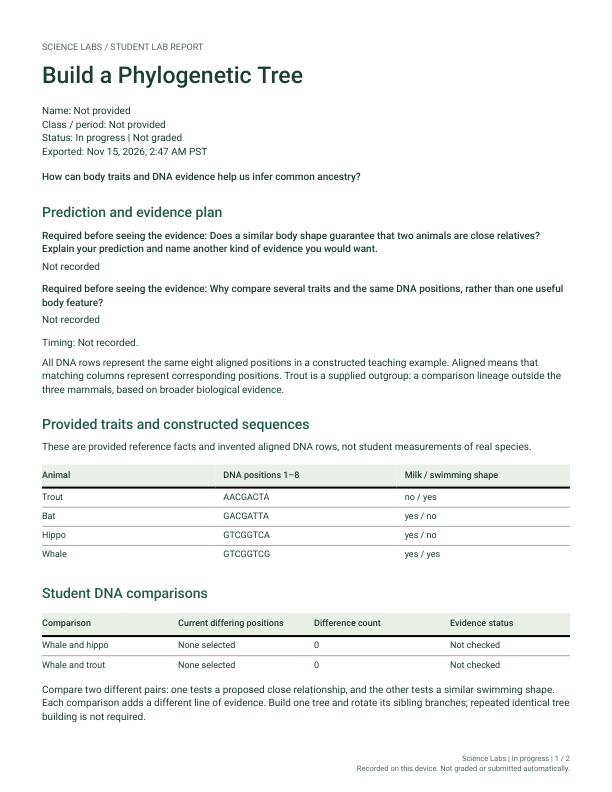 SCIENCE LABS / STUDENT LAB REPORT
Build a Phylogenetic Tree
Name: Not provided
Class / period: Not provided
Status: In progress | Not graded
Exported: Nov 15, 2026, 2:47 AM PST
How can body traits and DNA evidence help us infer common ancestry?
Prediction and evidence plan
Required before seeing the evidence: Does a similar body shape guarantee that two animals are close relatives?
Explain your prediction and name another kind of evidence you would want.
Not recorded
Required before seeing the evidence: Why compare several traits and the same DNA positions, rather than one useful
body feature?
Not recorded
Timing: Not recorded.
All DNA rows represent the same eight aligned positions in a constructed teaching example. Aligned means that
matching columns represent corresponding positions. Trout is a supplied outgroup: a comparison lineage outside the
three mammals, based on broader biological evidence.
Provided traits and constructed sequences
These are provided reference facts and invented aligned DNA rows, not student measurements of real species.
Animal DNA positions 1–8 Milk / swimming shape
Trout AACGACTA no / yes
Bat GACGATTA yes / no
Hippo GTCGGTCA yes / no
Whale GTCGGTCG yes / yes
Student DNA comparisons
Comparison Current differing positions Difference count Evidence status
Whale and hippo None selected 0 Not checked
Whale and trout None selected 0 Not checked
Compare two different pairs: one tests a proposed close relationship, and the other tests a similar swimming shape.
Each comparison adds a different line of evidence. Build one tree and rotate its sibling branches; repeated identical tree
building is not required.
Science Labs | In progress | 1 / 2
Recorded on this device. Not graded or submitted automatically.